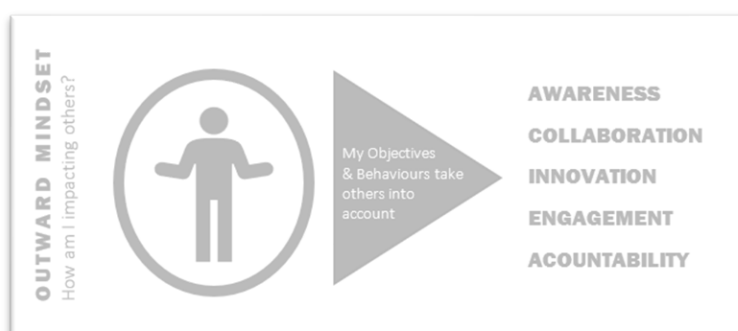 OUTWARD MINDSET
How am I impacting others?
My Objectives
& Behaviours take
others into
account
AWARENESS
COLLABORATION
INNOVATION
ENGAGEMENT
ACOUNTABILITY